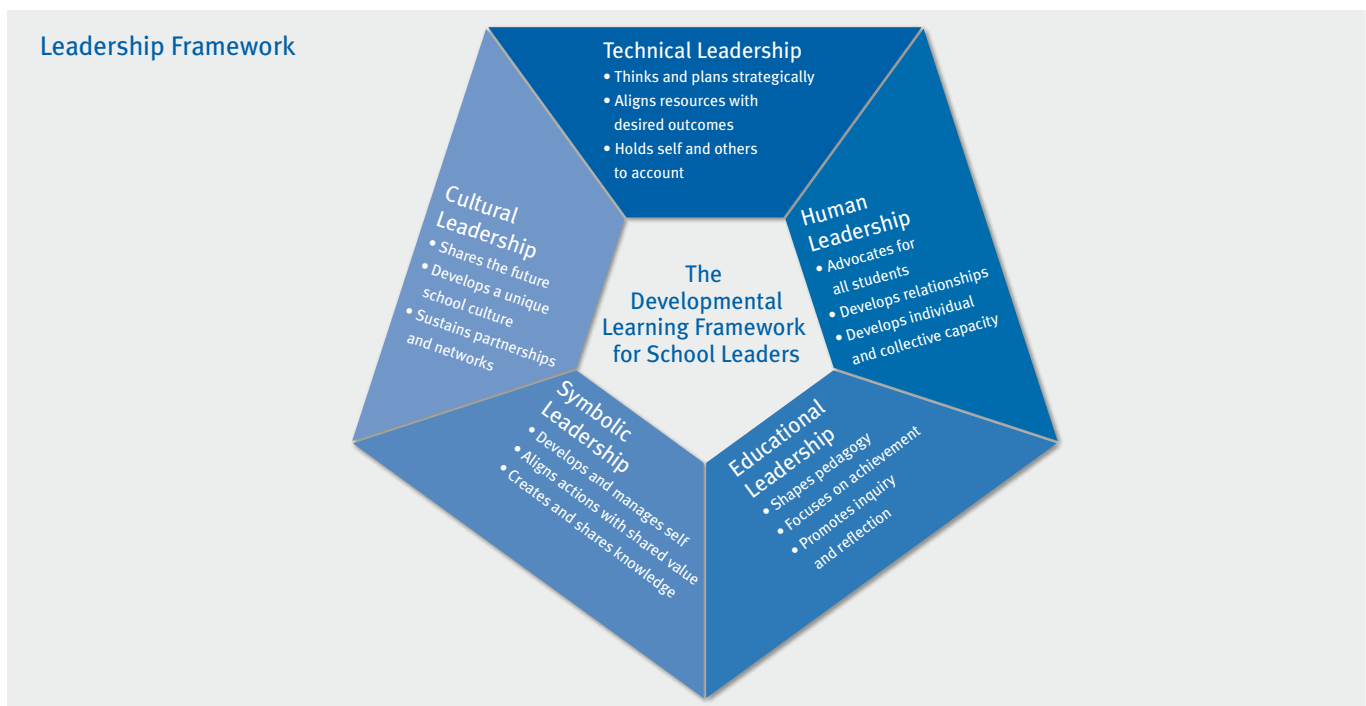 Leadership Framework
Technical Leadership
• Thinks and plans strategically
• Aligns resources with
desired outcomes
• Holds self and others
to account
Human
Leadership
• Advocates for
all students
• Develops relationships
• Develops individual
and collective capacity
Educational
Leadership
• Shapes pedagogy
• Focuses on achievement
• Promotes inquiry
and reflection
Symbolic
Leadership
• Develops and manages self
• Aligns actions with shared value
• Creates and shares knowledge
Cultural
Leadership
• Shares the future
• Develops a unique
school culture
• Sustains partnerships
and networks
The
Developmental
Learning Framework
for School Leaders